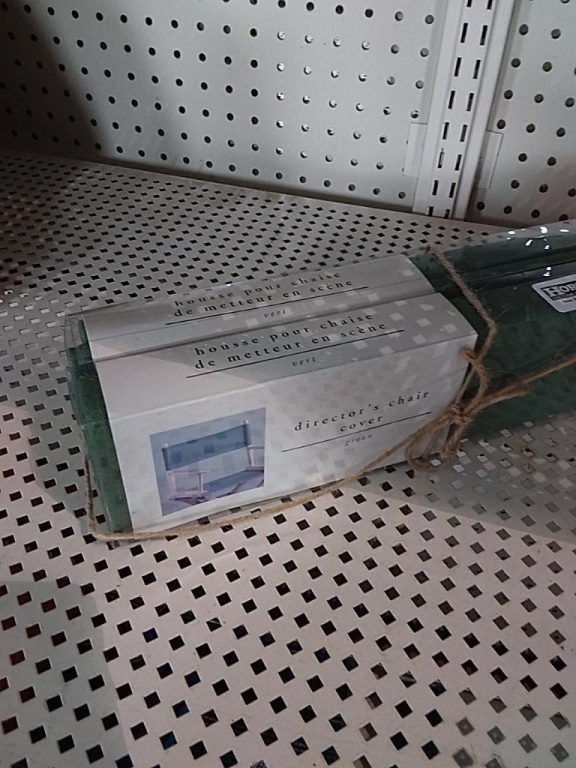 housse pour chaise
de metteur en scène
vert
housse pour chaise
de metteur en scène
vert
director's chair
cover
green